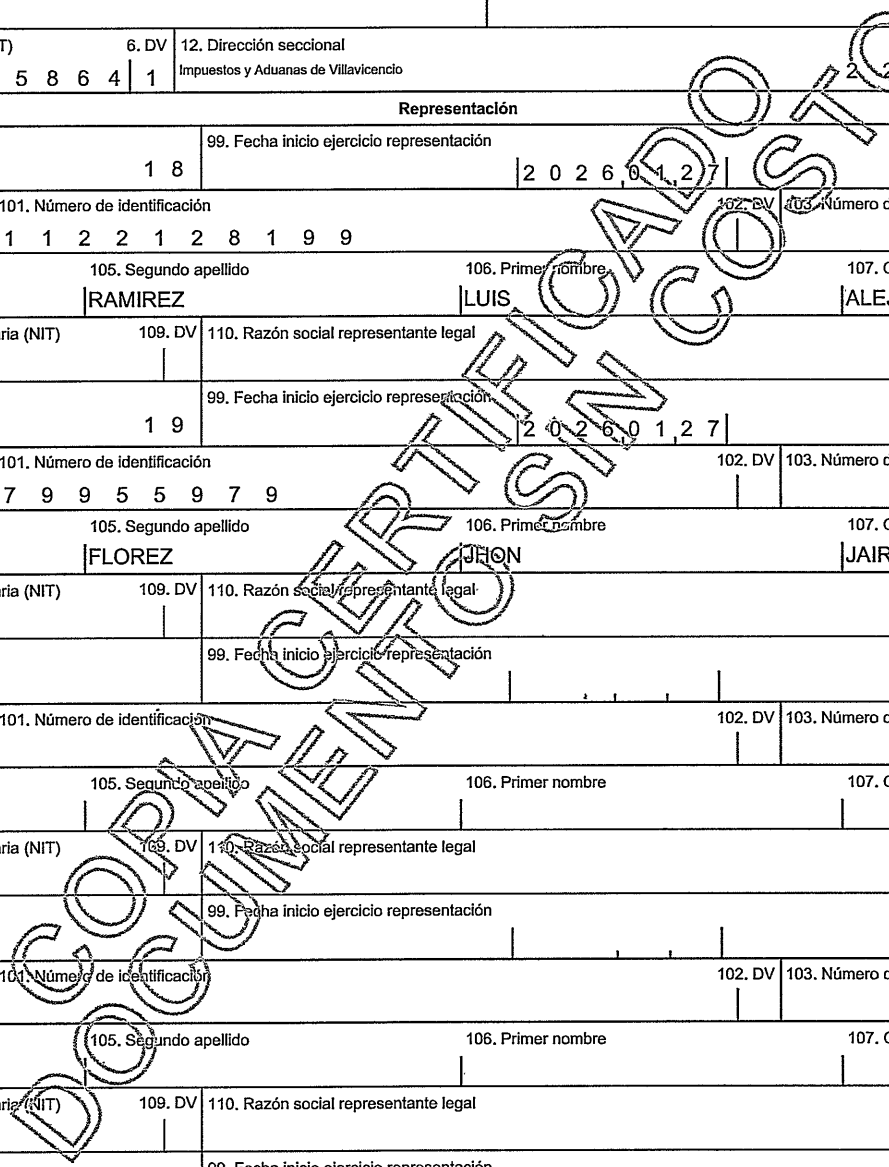 T) 6. DV 12. Dirección seccional
5 8 6 4 1 Impuestos y Aduanas de Villavicencio 2 2
Representación
99. Fecha inicio ejercicio representación
1 8 2 0 2 6 0 1 2 7
101. Número de identificación 102. DV 103. Número d
1 1 2 2 1 2 8 1 9 9
105. Segundo apellido 106. Primer nombre 107. O
RAMIREZ LUIS ALEJ
ria (NIT) 109. DV 110. Razón social representante legal
99. Fecha inicio ejercicio representación
1 9 2 0 2 6 0 1 2 7
101. Número de identificación 102. DV 103. Número d
7 9 9 5 5 9 7 9
105. Segundo apellido 106. Primer nombre 107. O
FLOREZ JHON JAIR
ria (NIT) 109. DV 110. Razón social representante legal
99. Fecha inicio ejercicio representación
101. Número de identificación 102. DV 103. Número d
105. Segundo apellido 106. Primer nombre 107. O
ria (NIT) 109. DV 110. Razón social representante legal
99. Fecha inicio ejercicio representación
101. Número de identificación 102. DV 103. Número d
105. Segundo apellido 106. Primer nombre 107. O
ria (NIT) 109. DV 110. Razón social representante legal
99. Fecha inicio ejercicio representación
COPIA CERTIFICADO
DOCUMENTO SIN COSTO